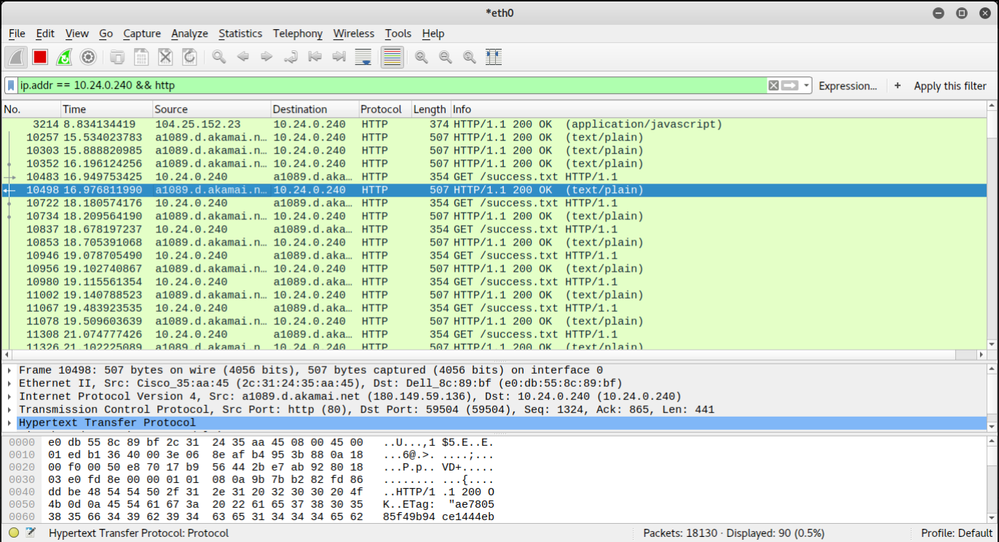 *eth0
File Edit View Go Capture Analyze Statistics Telephony Wireless Tools Help
ip.addr == 10.24.0.240 && http Expression... + Apply this filter
No. Time Source Destination Protocol Length Info
3214 8.834134419 104.25.152.23 10.24.0.240 HTTP 374 HTTP/1.1 200 OK (application/javascript)
10257 15.534023783 a1089.d.akamai.n… 10.24.0.240 HTTP 507 HTTP/1.1 200 OK (text/plain)
10303 15.888820985 a1089.d.akamai.n… 10.24.0.240 HTTP 507 HTTP/1.1 200 OK (text/plain)
10352 16.196124256 a1089.d.akamai.n… 10.24.0.240 HTTP 507 HTTP/1.1 200 OK (text/plain)
10483 16.949753425 10.24.0.240 a1089.d.aka… HTTP 354 GET /success.txt HTTP/1.1
10498 16.976811990 a1089.d.akamai.n… 10.24.0.240 HTTP 507 HTTP/1.1 200 OK (text/plain)
10722 18.180574176 10.24.0.240 a1089.d.aka… HTTP 354 GET /success.txt HTTP/1.1
10734 18.209564190 a1089.d.akamai.n… 10.24.0.240 HTTP 507 HTTP/1.1 200 OK (text/plain)
10837 18.678197237 10.24.0.240 a1089.d.aka… HTTP 354 GET /success.txt HTTP/1.1
10853 18.705391068 a1089.d.akamai.n… 10.24.0.240 HTTP 507 HTTP/1.1 200 OK (text/plain)
10946 19.078705490 10.24.0.240 a1089.d.aka… HTTP 354 GET /success.txt HTTP/1.1
10956 19.102740867 a1089.d.akamai.n… 10.24.0.240 HTTP 507 HTTP/1.1 200 OK (text/plain)
10980 19.115561354 10.24.0.240 a1089.d.aka… HTTP 354 GET /success.txt HTTP/1.1
11002 19.140788523 a1089.d.akamai.n… 10.24.0.240 HTTP 507 HTTP/1.1 200 OK (text/plain)
11067 19.483923535 10.24.0.240 a1089.d.aka… HTTP 354 GET /success.txt HTTP/1.1
11078 19.509603639 a1089.d.akamai.n… 10.24.0.240 HTTP 507 HTTP/1.1 200 OK (text/plain)
11308 21.074777426 10.24.0.240 a1089.d.aka… HTTP 354 GET /success.txt HTTP/1.1
11326 21.102225089 a1089.d.akamai.n… 10.24.0.240 HTTP 507 HTTP/1.1 200 OK (text/plain)
Frame 10498: 507 bytes on wire (4056 bits), 507 bytes captured (4056 bits) on interface 0
Ethernet II, Src: Cisco_35:aa:45 (2c:31:24:35:aa:45), Dst: Dell_8c:89:bf (e0:db:55:8c:89:bf)
Internet Protocol Version 4, Src: a1089.d.akamai.net (180.149.59.136), Dst: 10.24.0.240 (10.24.0.240)
Transmission Control Protocol, Src Port: http (80), Dst Port: 59504 (59504), Seq: 1324, Ack: 865, Len: 441
Hypertext Transfer Protocol
0000 e0 db 55 8c 89 bf 2c 31 24 35 aa 45 08 00 45 00 ..U...,1 $5.E..E.
0010 01 ed b1 36 40 00 3e 06 8e af b4 95 3b 88 0a 18 ...6@.>. ....;...
0020 00 f0 00 50 e8 70 17 b9 56 44 2b e7 ab 92 80 18 ...P.p.. VD+.....
0030 03 e0 fd 8e 00 00 01 01 08 0a 9b 7b b2 82 fd 86 ........ ...{....
0040 dd be 48 54 54 50 2f 31 2e 31 20 32 30 30 20 4f ..HTTP/1 .1 200 O
0050 4b 0d 0a 45 54 61 67 3a 20 22 61 65 37 38 30 35 K..ETag: "ae7805
0060 38 35 66 34 39 62 39 34 63 65 31 34 34 34 65 62 85f49b94 ce1444eb
Hypertext Transfer Protocol: Protocol Packets: 18130 · Displayed: 90 (0.5%) Profile: Default